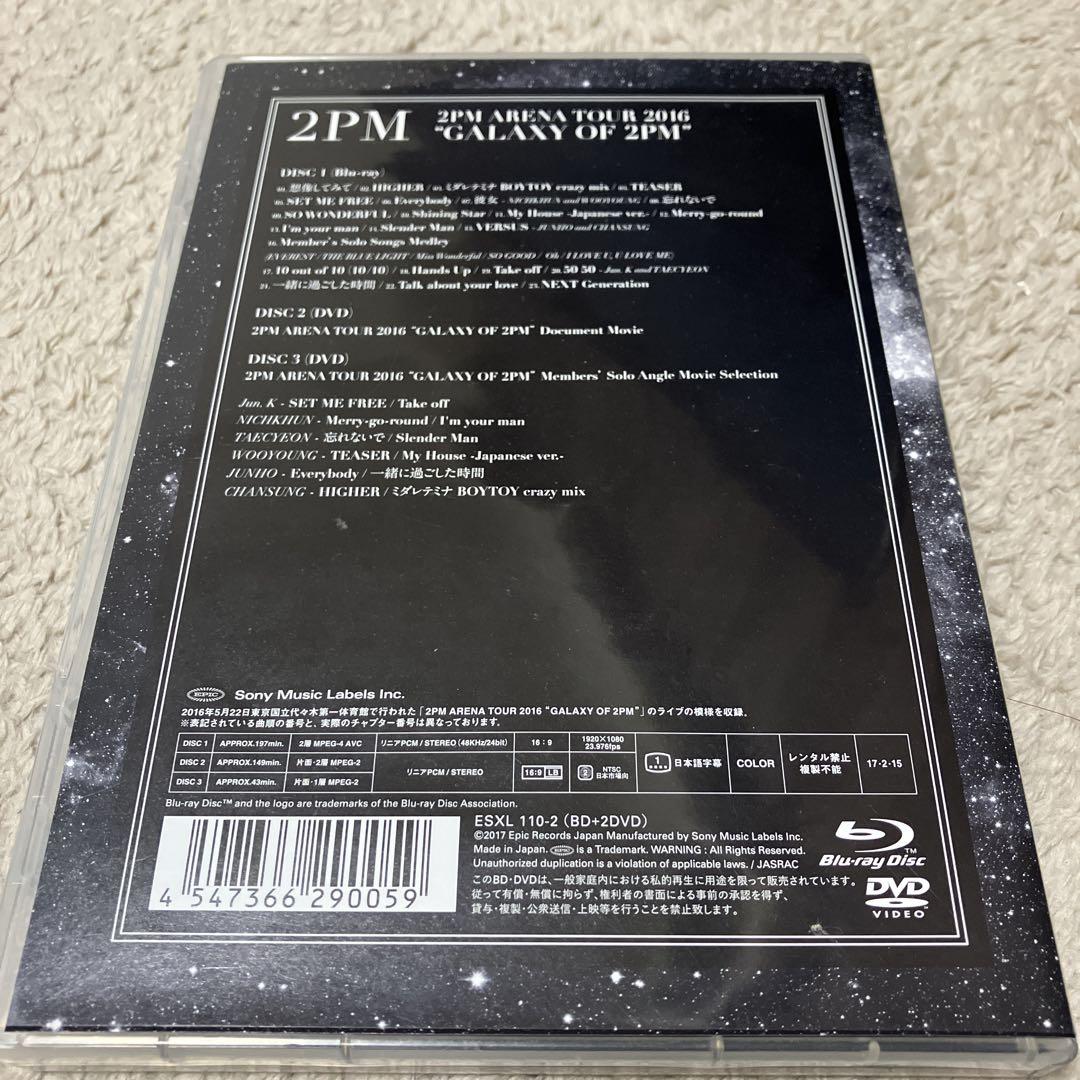 2PM
2PM ARENA TOUR 2016
"GALAXY OF 2PM"
DISC 1 (Blu-ray)
01. 想像してみて / 02. HIGHER / 03. ミダレテミナ BOYTOY crazy mix / 04. TEASER
05. SET ME FREE / 06. Everybody / 07. 彼女 - NICHKHUN and WOOYOUNG / 08. 忘れないで
09. SO WONDERFUL / 10. Shining Star / 11. My House -Japanese ver.- / 12. Merry-go-round
13. I'm your man / 14. Slender Man / 15. VERSUS - JUNHO and CHANSUNG
16. Member's Solo Songs Medley
(EVEREST / THE BLUE LIGHT / Miss Wonderful / SO GOOD / Oh / I LOVE U, U LOVE ME)
17. 10 out of 10 (10/10) / 18. Hands Up / 19. Take off / 20. 50 50 - Jun. K and TAECYEON
21. 一緒に過ごした時間 / 22. Talk about your love / 23. NEXT Generation
DISC 2 (DVD)
2PM ARENA TOUR 2016 "GALAXY OF 2PM" Document Movie
DISC 3 (DVD)
2PM ARENA TOUR 2016 "GALAXY OF 2PM" Members' Solo Angle Movie Selection
Jun. K - SET ME FREE / Take off
NICHKHUN - Merry-go-round / I'm your man
TAECYEON - 忘れないで / Slender Man
WOOYOUNG - TEASER / My House -Japanese ver.-
JUNHO - Everybody / 一緒に過ごした時間
CHANSUNG - HIGHER / ミダレテミナ BOYTOY crazy mix
EPIC Sony Music Labels Inc.
2016年5月22日東京国立代々木第一体育館で行われた「2PM ARENA TOUR 2016 "GALAXY OF 2PM"」のライブの模様を収録。
※表記されている曲順の番号と、実際のチャプター番号は異なっております。
DISC 1 APPROX.197min. 2層 MPEG-4 AVC リニアPCM / STEREO (48KHz/24bit) 16:9 1920×1080 23.976fps
DISC 2 APPROX.149min. 片面・2層 MPEG-2
DISC 3 APPROX.43min. 片面・1層 MPEG-2
リニアPCM / STEREO 16:9 LB 2 NTSC 日本市場向
1... 日本語字幕 COLOR レンタル禁止 複製不能 17・2・15
Blu-ray Disc™ and the logo are trademarks of the Blu-ray Disc Association.
4 547366 290059
ESXL 110-2 (BD+2DVD)
©2017 Epic Records Japan Manufactured by Sony Music Labels Inc.
Made in Japan. EPIC is a Trademark. WARNING : All Rights Reserved.
Unauthorized duplication is a violation of applicable laws. / JASRAC
このBD・DVDは、一般家庭内における私的再生に用途を限って販売されています。
従って有償・無償に拘らず、権利者の書面による事前の承認を得ず、
貸与・複製・公衆送信・上映等を行うことを禁止致します。
Blu-ray Disc™
DVD
VIDEO